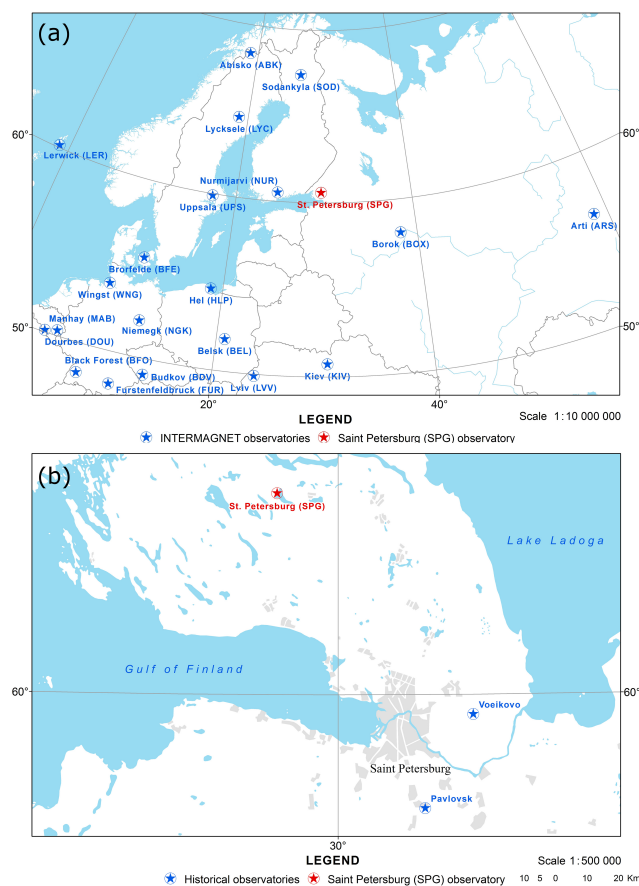 (a)
Abisko (ABK)
Sodankyla (SOD)
Lycksele (LYC)
60°
60°
Lerwick (LER)
Nurmijarvi (NUR)
Uppsala (UPS)
St. Petersburg (SPG)
Arti (ARS)
Borok (BOX)
Brorfelde (BFE)
Wingst (WNG)
Hel (HLP)
Manhay (MAB)
Niemegk (NGK)
50°
50°
Dourbes (DOU)
Belsk (BEL)
Black Forest (BFO)
Budkov (BDV)
Kiev (KIV)
Furstenfeldbruck (FUR)
Lviv (LVV)
20°
40°
LEGEND
Scale 1:10 000 000
INTERMAGNET observatories Saint Petersburg (SPG) observatory
(b)
St. Petersburg (SPG)
Lake Ladoga
Gulf of Finland
60°
60°
Voeikovo
Saint Petersburg
Pavlovsk
30°
LEGEND
Scale 1:500 000
Historical observatories Saint Petersburg (SPG) observatory
10 5 0 10 20 Km